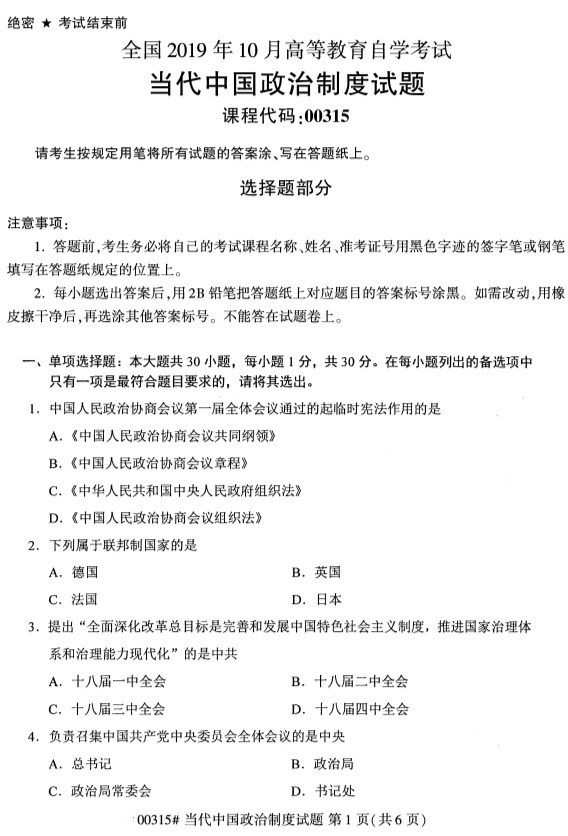 绝密 ★ 考试结束前
全国 2019 年 10 月高等教育自学考试
当代中国政治制度试题
课程代码:00315
请考生按规定用笔将所有试题的答案涂、写在答题纸上。
选择题部分
注意事项:
1. 答题前,考生务必将自己的考试课程名称、姓名、准考证号用黑色字迹的签字笔或钢笔
填写在答题纸规定的位置上。
2. 每小题选出答案后,用 2B 铅笔把答题纸上对应题目的答案标号涂黑。如需改动,用橡
皮擦干净后,再选涂其他答案标号。不能答在试题卷上。
一、单项选择题：本大题共 30 小题，每小题 1 分，共 30 分。在每小题列出的备选项中
只有一项是最符合题目要求的，请将其选出。
1. 中国人民政治协商会议第一届全体会议通过的起临时宪法作用的是
A.《中国人民政治协商会议共同纲领》
B.《中国人民政治协商会议章程》
C.《中华人民共和国中央人民政府组织法》
D.《中国人民政治协商会议组织法》
2. 下列属于联邦制国家的是
A. 德国 B. 英国
C. 法国 D. 日本
3. 提出“全面深化改革总目标是完善和发展中国特色社会主义制度，推进国家治理体
系和治理能力现代化”的是中共
A. 十八届一中全会 B. 十八届二中全会
C. 十八届三中全会 D. 十八届四中全会
4. 负责召集中国共产党中央委员会全体会议的是中央
A. 总书记 B. 政治局
C. 政治局常委会 D. 书记处
00315# 当代中国政治制度试题 第 1 页(共 6 页)